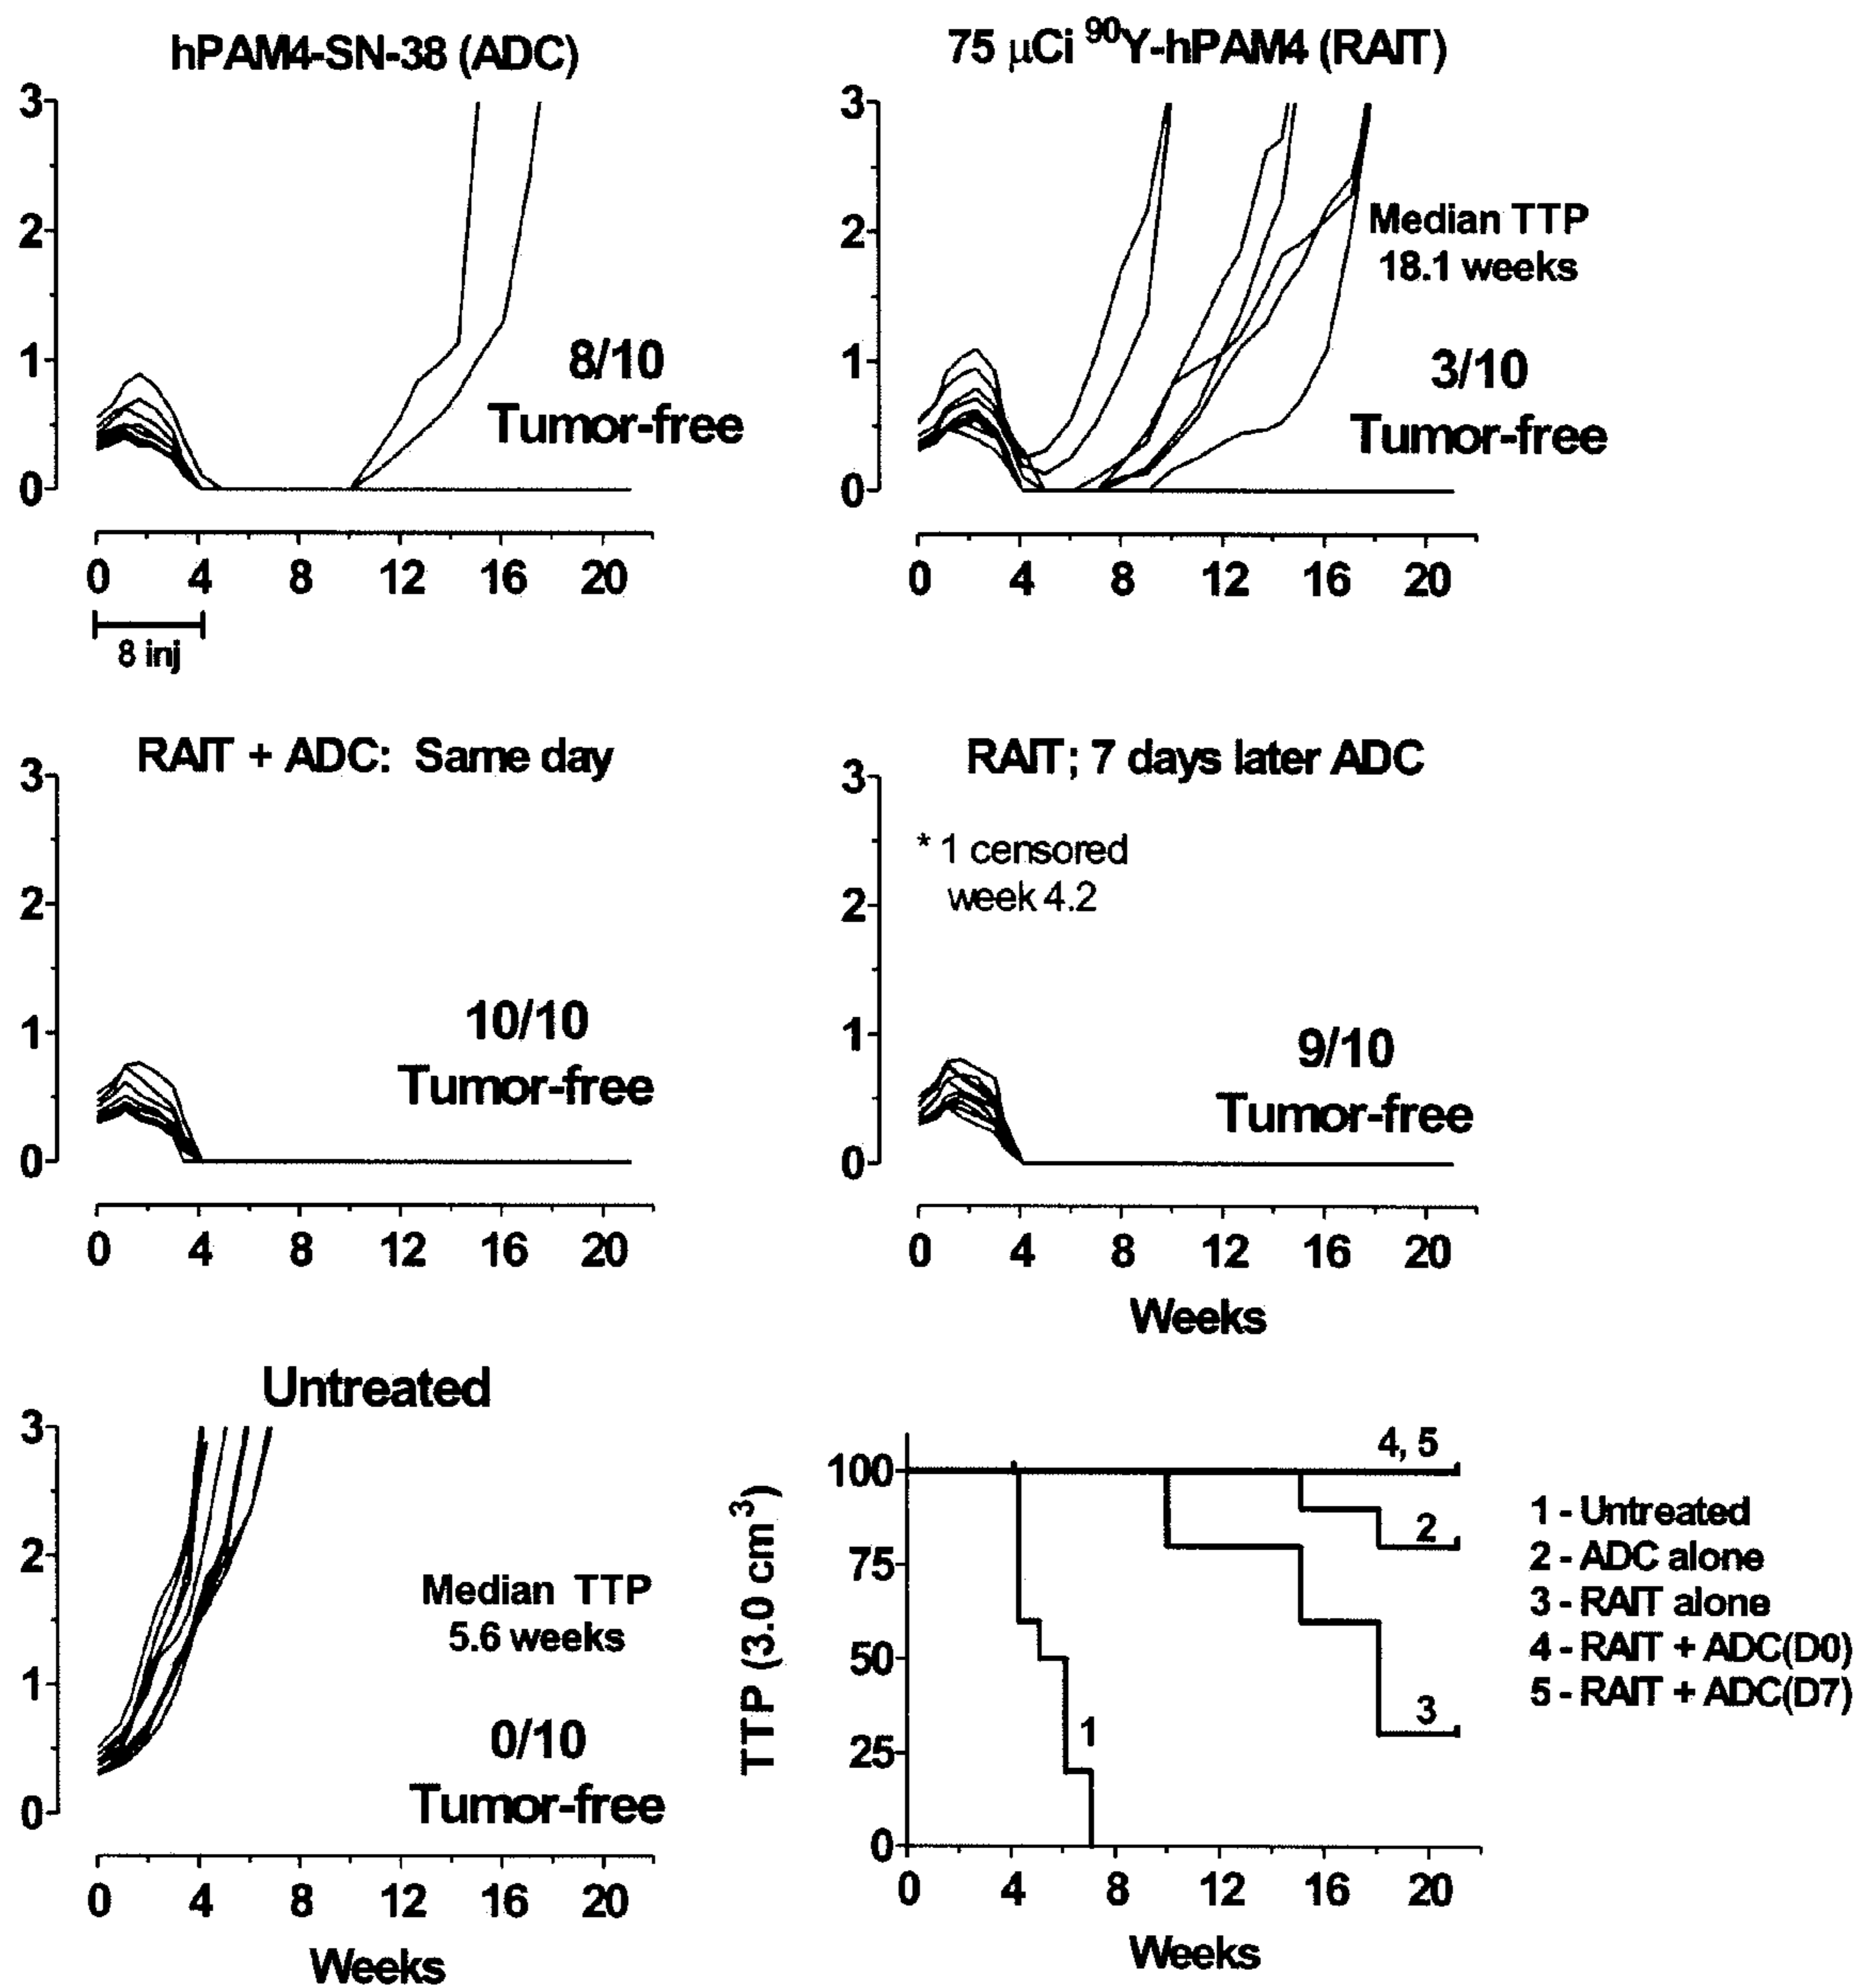 hPAM4-SN-38 (ADC)
3
2
1
0
8/10
Tumor-free
0 4 8 12 16 20
8 inj
75 μCi ⁹⁰Y-hPAM4 (RAIT)
3
2
1
0
Median TTP
18.1 weeks
3/10
Tumor-free
0 4 8 12 16 20
RAIT + ADC: Same day
3
2
1
0
10/10
Tumor-free
0 4 8 12 16 20
RAIT; 7 days later ADC
3
2
1
0
* 1 censored
week 4.2
9/10
Tumor-free
0 4 8 12 16 20
Weeks
Untreated
3
2
1
0
Median TTP
5.6 weeks
0/10
Tumor-free
0 4 8 12 16 20
Weeks
TTP (3.0 cm³)
100
75
50
25
0
4, 5
2
3
1
0 4 8 12 16 20
Weeks
1 - Untreated
2 - ADC alone
3 - RAIT alone
4 - RAIT + ADC(D0)
5 - RAIT + ADC(D7)